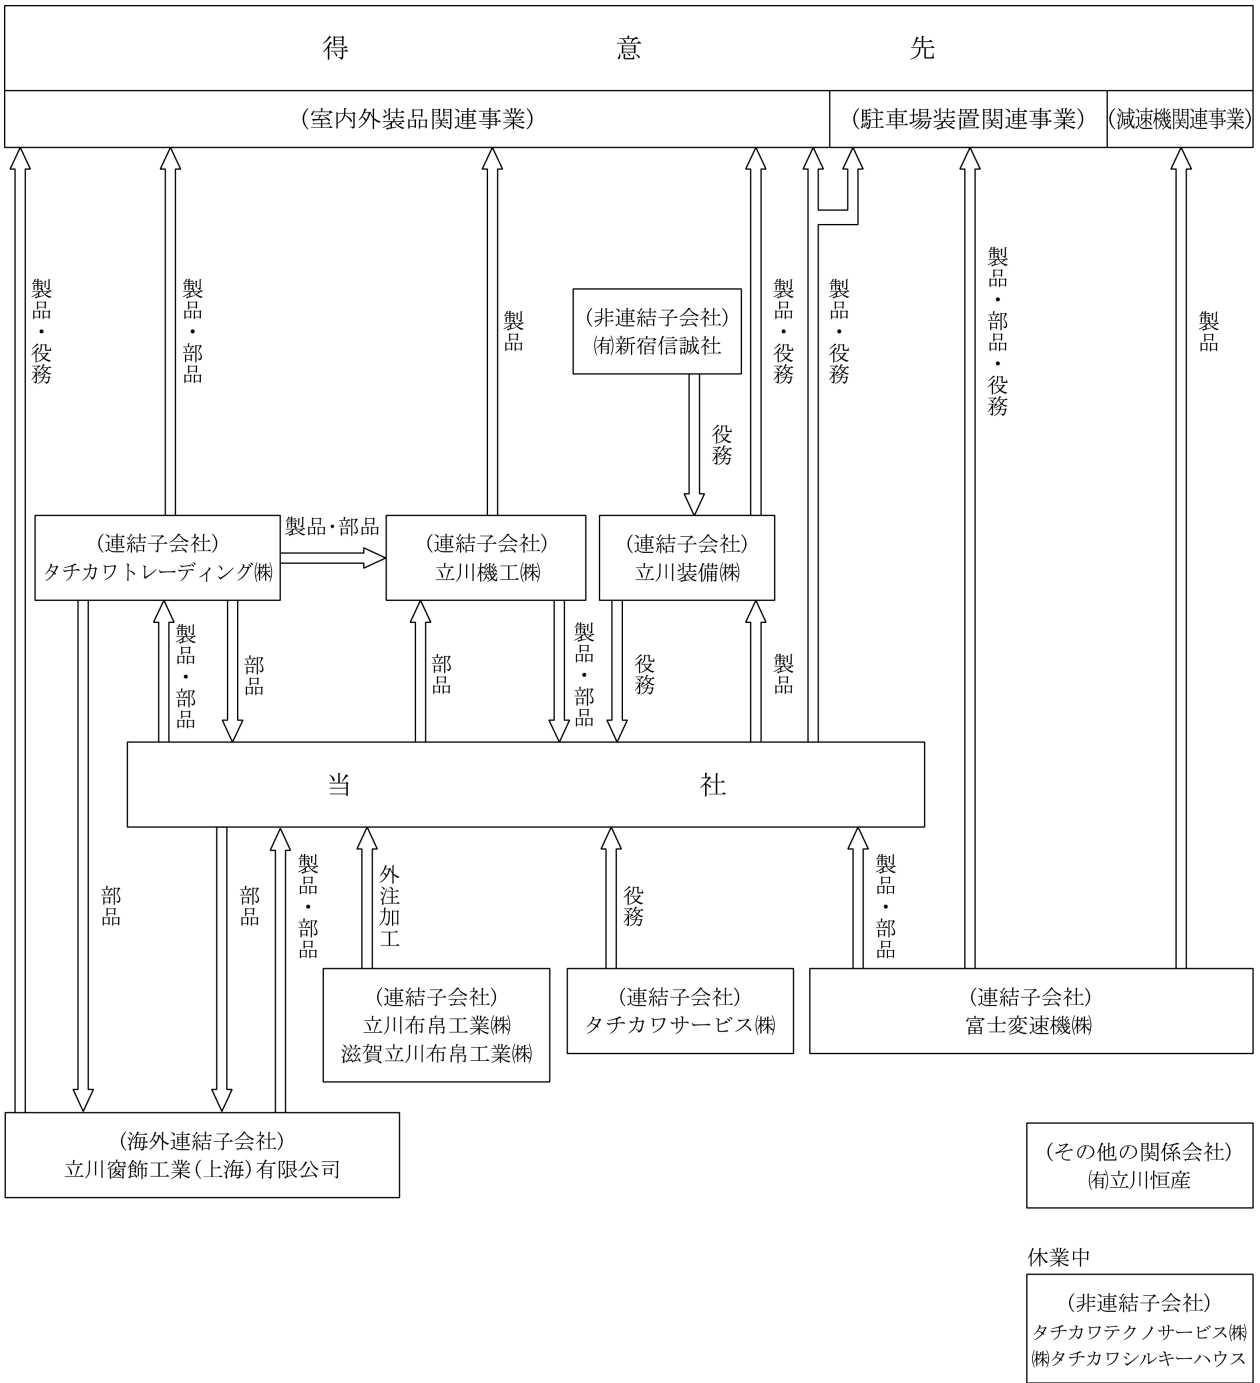 得意先
(室内外装品関連事業)
(駐車場装置関連事業)
(減速機関連事業)
製品・役務
製品・部品
製品
(非連結子会社)
㈲新宿信誠社
役務
製品・役務
製品・役務
製品・部品・役務
製品
(連結子会社)
タチカワトレーディング㈱
製品・部品
(連結子会社)
立川機工㈱
(連結子会社)
立川装備㈱
製品・部品
部品
部品
製品・部品
役務
製品
当社
部品
部品
製品・部品
外注加工
役務
製品・部品
(連結子会社)
立川布帛工業㈱
滋賀立川布帛工業㈱
(連結子会社)
タチカワサービス㈱
(連結子会社)
富士変速機㈱
(海外連結子会社)
立川窗飾工業(上海)有限公司
(その他の関係会社)
㈲立川恒産
休業中
(非連結子会社)
タチカワテクノサービス㈱
㈱タチカワシルキーハウス